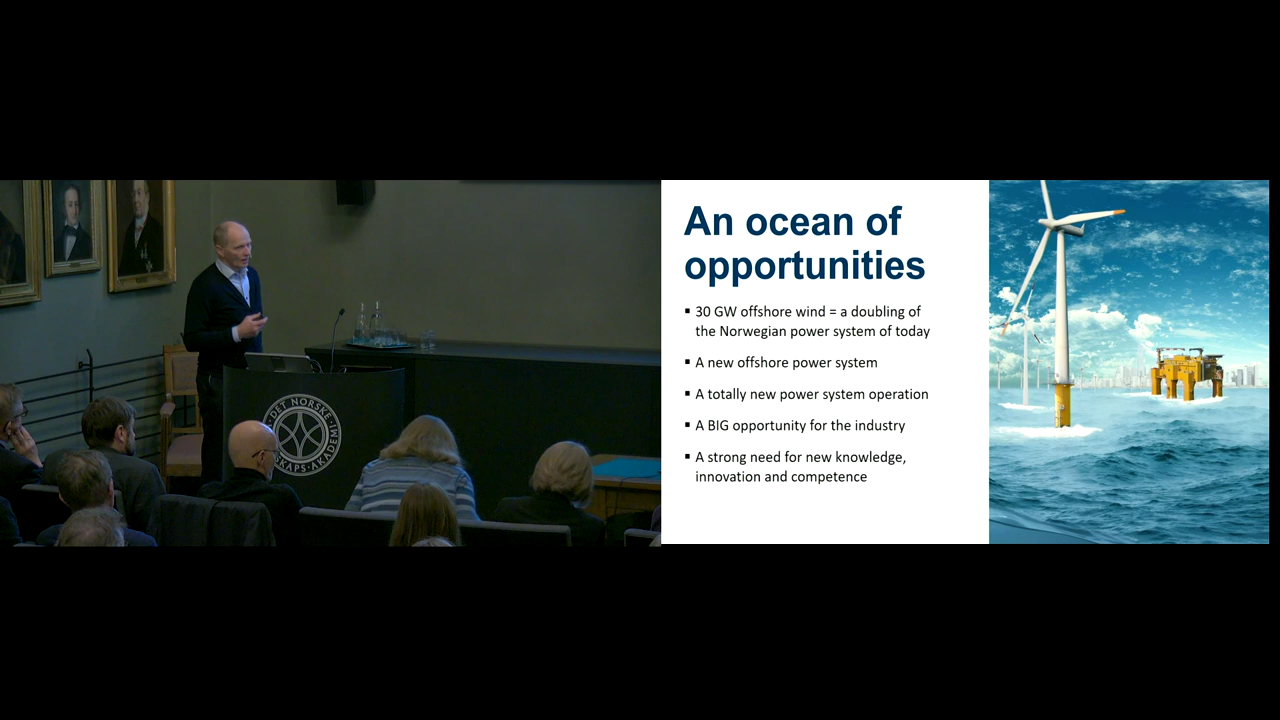 An ocean of
opportunities
▪ 30 GW offshore wind = a doubling of
the Norwegian power system of today
▪ A new offshore power system
▪ A totally new power system operation
▪ A BIG opportunity for the industry
▪ A strong need for new knowledge,
innovation and competence
DET NORSKE
SKAPS-AKADEMI